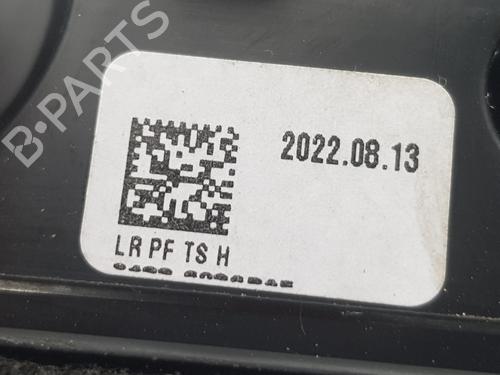 B-PARTS
2022.08.13
LR PF TS H